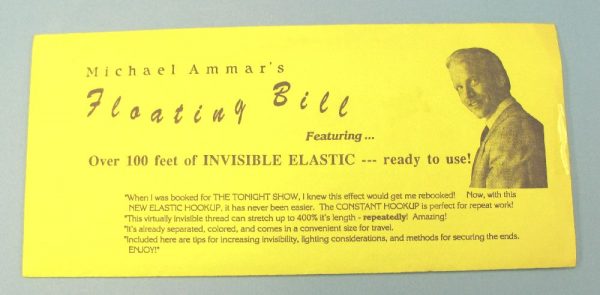 Michael Ammar's
Floating Bill
Featuring ...
Over 100 feet of INVISIBLE ELASTIC --- ready to use!
"When I was booked for THE TONIGHT SHOW, I knew this effect would get me rebooked! Now, with this
NEW ELASTIC HOOKUP, it has never been easier. The CONSTANT HOOKUP is perfect for repeat work!
"This virtually invisible thread can stretch up to 400% it's length - repeatedly! Amazing!
"It's already separated, colored, and comes in a convenient size for travel.
"Included here are tips for increasing invisibility, lighting considerations, and methods for securing the ends.
ENJOY!"